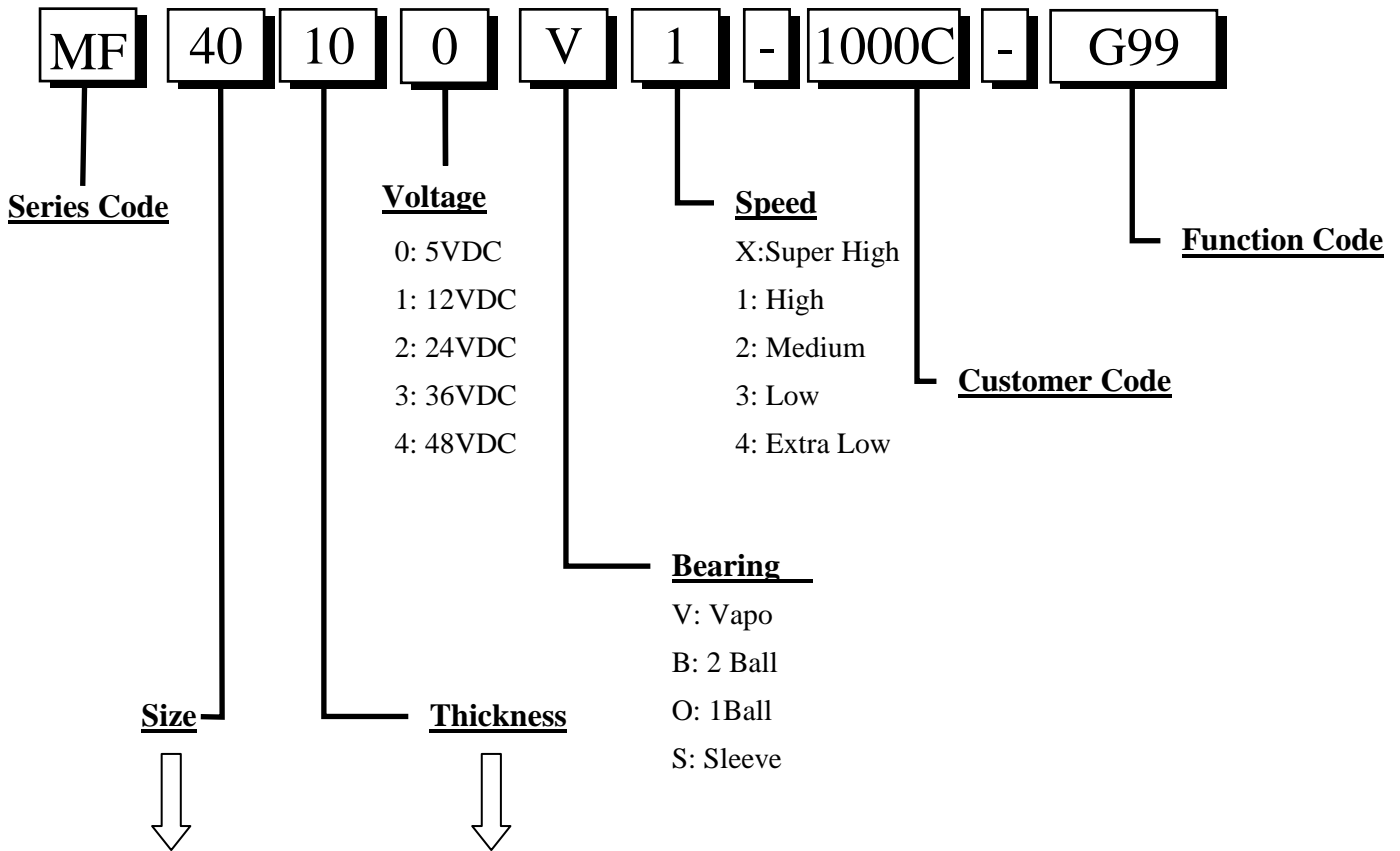 MF 40 10 0 V 1 - 1000C - G99
Series Code
Voltage
0: 5VDC
1: 12VDC
2: 24VDC
3: 36VDC
4: 48VDC
Speed
X:Super High
1: High
2: Medium
3: Low
4: Extra Low
Function Code
Customer Code
Bearing
V: Vapo
B: 2 Ball
O: 1Ball
S: Sleeve
Size
Thickness